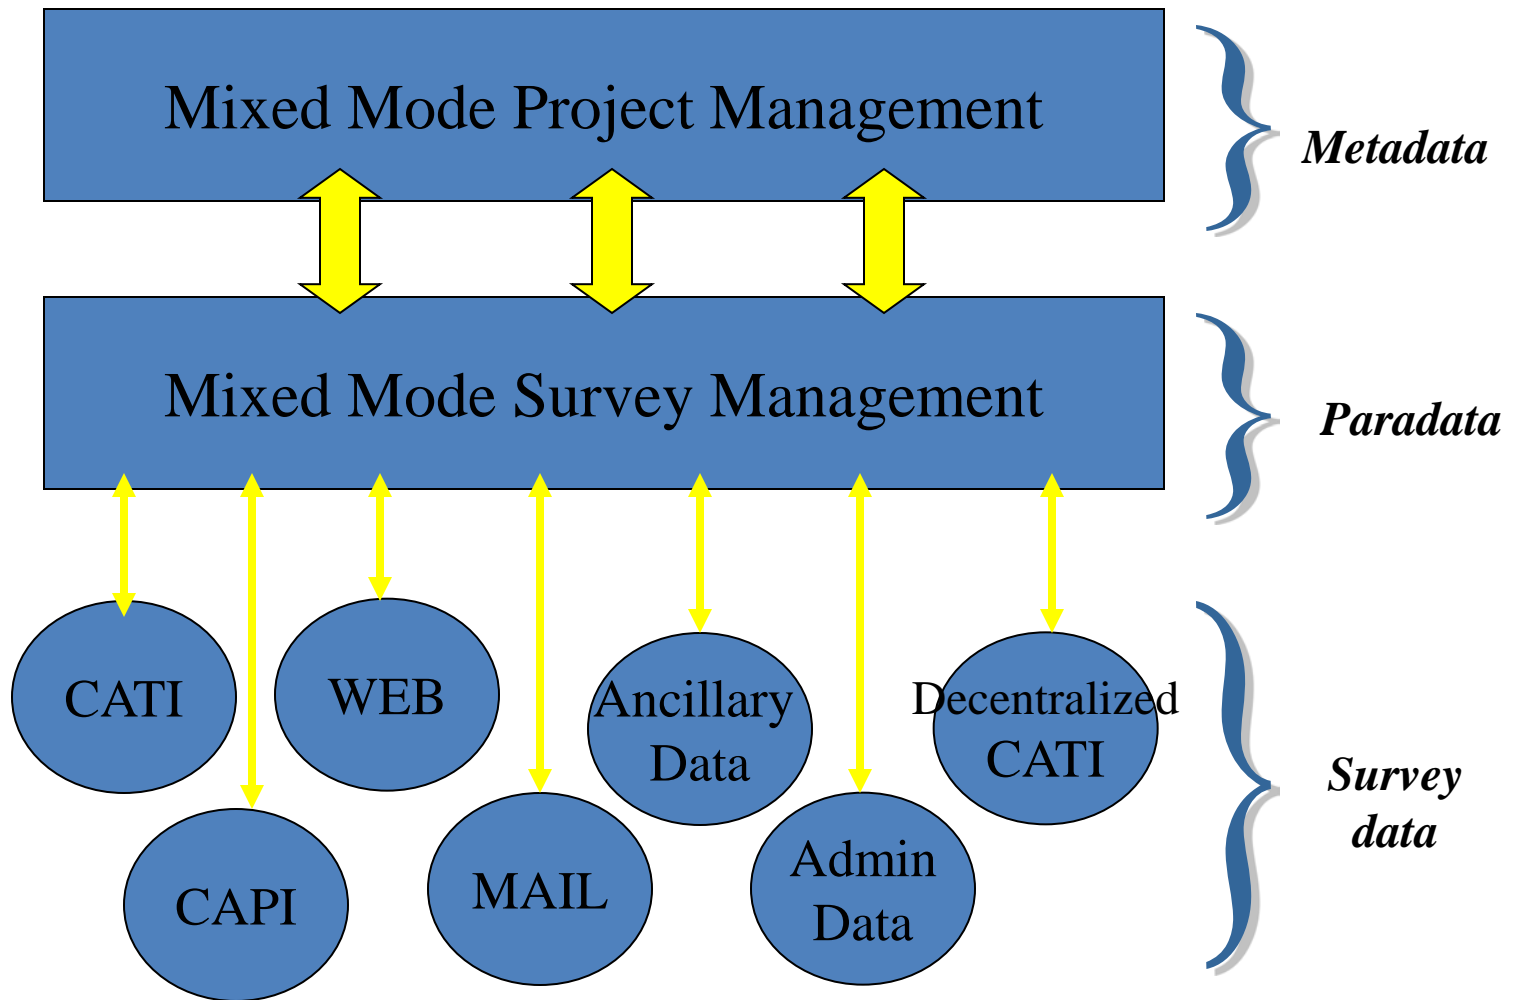 Mixed Mode Project Management
Metadata
Mixed Mode Survey Management
Paradata
CATI
WEB
Ancillary
Data
Decentralized
CATI
CAPI
MAIL
Admin
Data
Survey
data